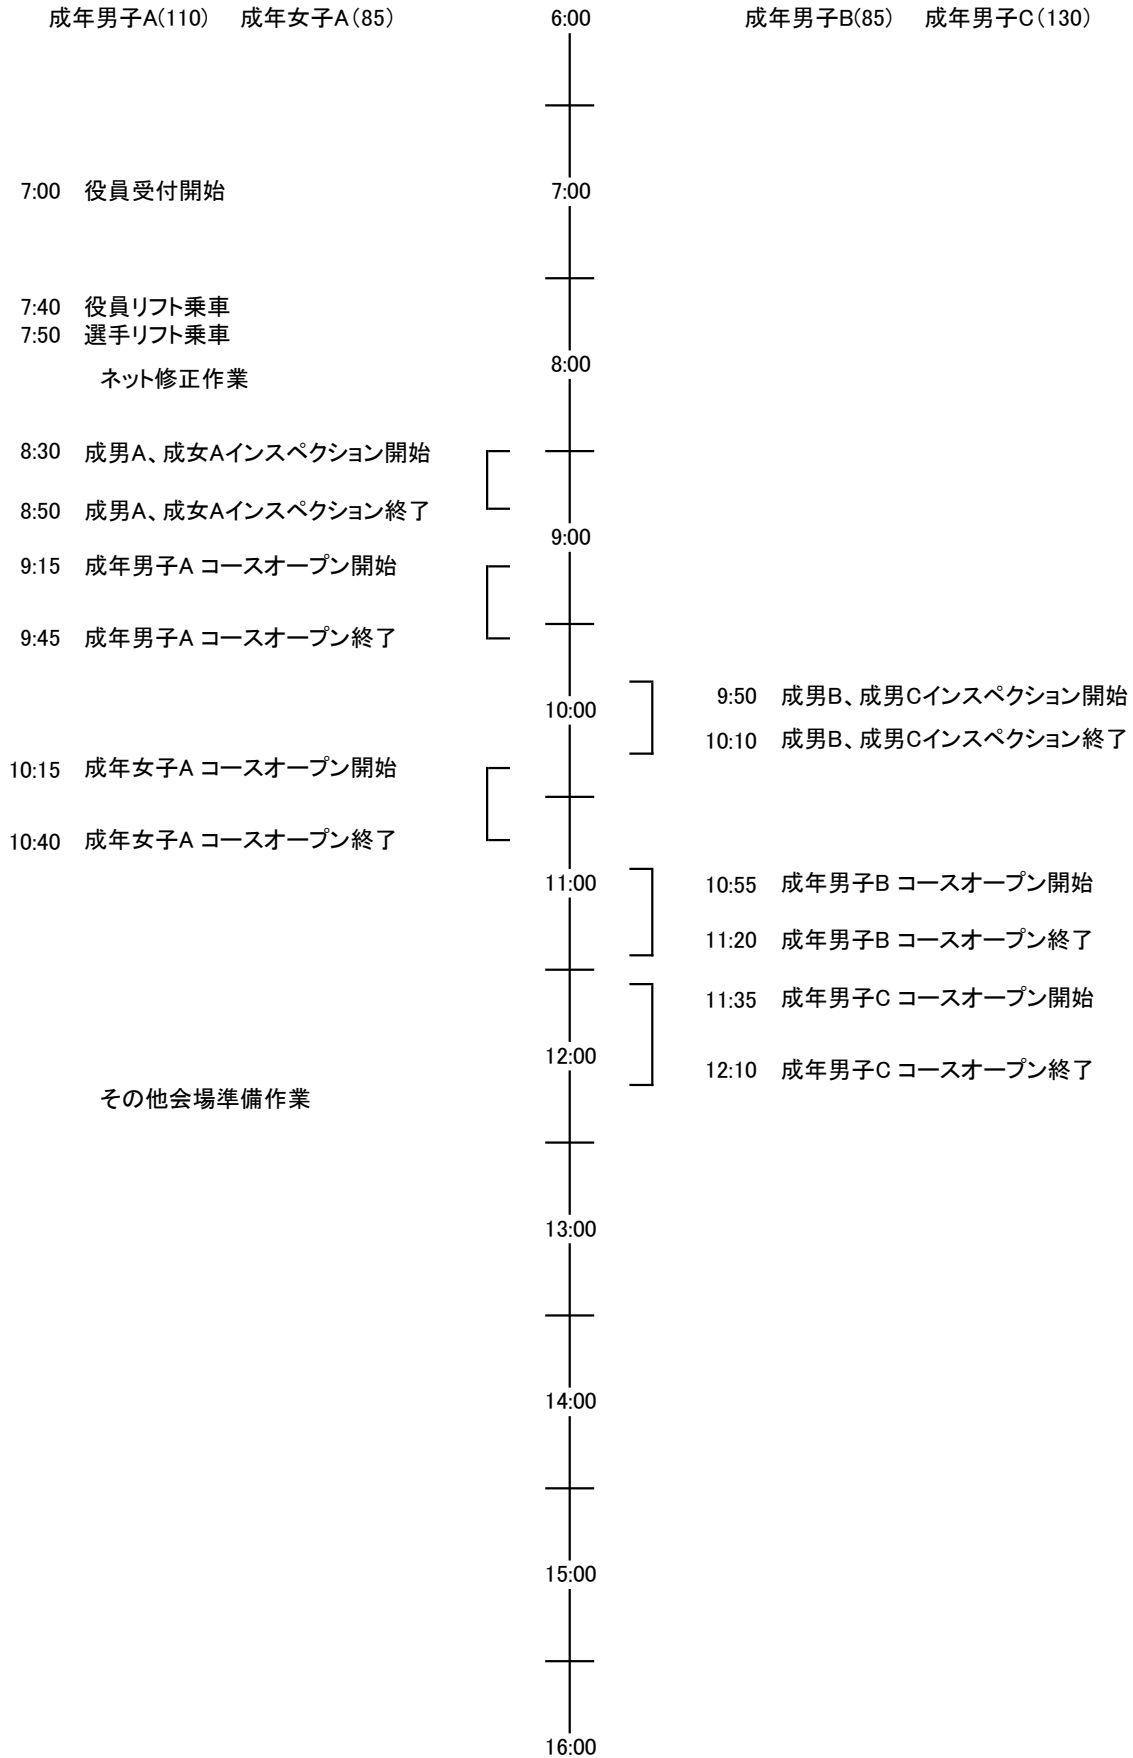 成年男子A(110) 成年女子A(85) 6:00 成年男子B(85) 成年男子C(130)
7:00 役員受付開始 7:00
7:40 役員リフト乗車
7:50 選手リフト乗車
8:00
ネット修正作業
8:30 成男A、成女Aインスペクション開始
8:50 成男A、成女Aインスペクション終了
9:00
9:15 成年男子A コースオープン開始
9:45 成年男子A コースオープン終了
9:50 成男B、成男Cインスペクション開始
10:00
10:10 成男B、成男Cインスペクション終了
10:15 成年女子A コースオープン開始
10:40 成年女子A コースオープン終了
11:00 10:55 成年男子B コースオープン開始
11:20 成年男子B コースオープン終了
11:35 成年男子C コースオープン開始
12:00
12:10 成年男子C コースオープン終了
その他会場準備作業
13:00
14:00
15:00
16:00